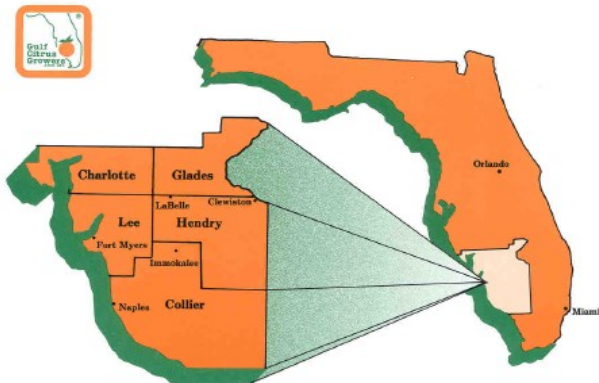 Gulf
Citrus
Growers
Charlotte
Glades
LaBelle
Clewiston
Lee
Hendry
Fort Myers
Immokalee
Naples
Collier
Orlando
Miami